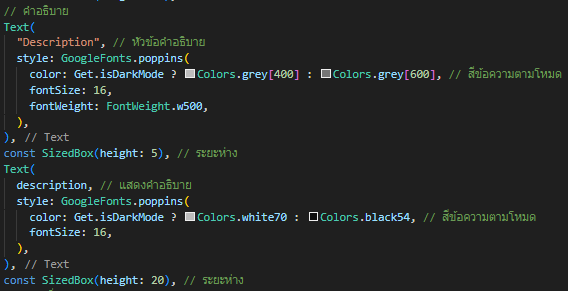 // คำอธิบาย
Text(
"Description", // หัวข้อคำอธิบาย
style: GoogleFonts.poppins(
color: Get.isDarkMode ? Colors.grey[400] : Colors.grey[600], // สีข้อความตามโหมด
fontSize: 16,
fontWeight: FontWeight.w500,
),
), // Text
const SizedBox(height: 5), // ระยะห่าง
Text(
description, // แสดงคำอธิบาย
style: GoogleFonts.poppins(
color: Get.isDarkMode ? Colors.white70 : Colors.black54, // สีข้อความตามโหมด
fontSize: 16,
),
), // Text
const SizedBox(height: 20), // ระยะห่าง